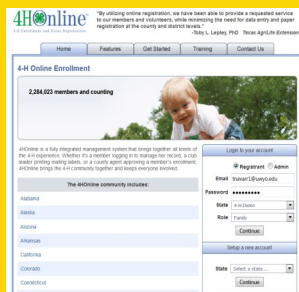 4HOnline
4-H Enrollment and Event Registration
"By utilizing online registration, we have been able to provide a requested service
to our members and volunteers, while minimizing the need for data entry and paper
registration at the county and district levels."
-Toby L. Lepley, PhD Texas AgriLife Extension
Home Features Get Started Training Contact Us
4-H Online Enrollment
2,284,023 members and counting
4HOnline is a fully integrated management system that brings together all levels of
the 4-H experience. Whether it's a member logging in to manage her record, a club
leader printing mailing labels, or a county agent approving a member's enrollment,
4HOnline brings the 4-H community together and keeps everyone involved.
The 4HOnline community includes:
Alabama
Alaska
Arizona
Arkansas
California
Colorado
Connecticut
Login to your account
Registrant Admin
Email tnavarr1@uwyo.edu
Password
State 4-H Demo
Role Family
Continue
Setup a new account
State Select a state ...
Continue